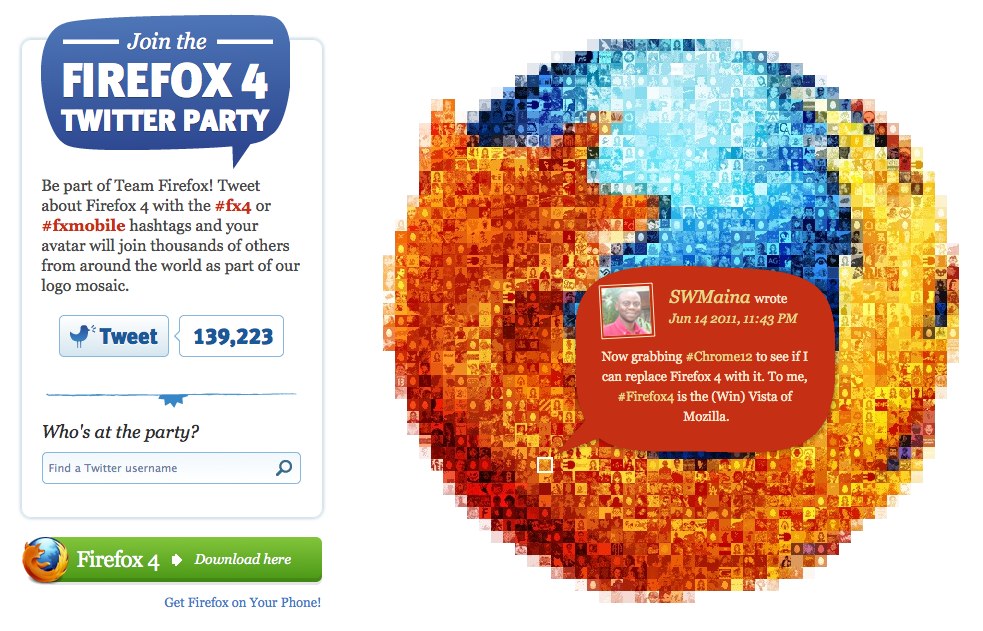 Join the
FIREFOX 4
TWITTER PARTY
Be part of Team Firefox! Tweet
about Firefox 4 with the #fx4 or
#fxmobile hashtags and your
avatar will join thousands of others
from around the world as part of our
logo mosaic.
Tweet
139,223
Who's at the party?
Find a Twitter username
Firefox 4
Download here
Get Firefox on Your Phone!
SWMaina wrote
Jun 14 2011, 11:43 PM
Now grabbing #Chrome12 to see if I
can replace Firefox 4 with it. To me,
#Firefox4 is the (Win) Vista of
Mozilla.